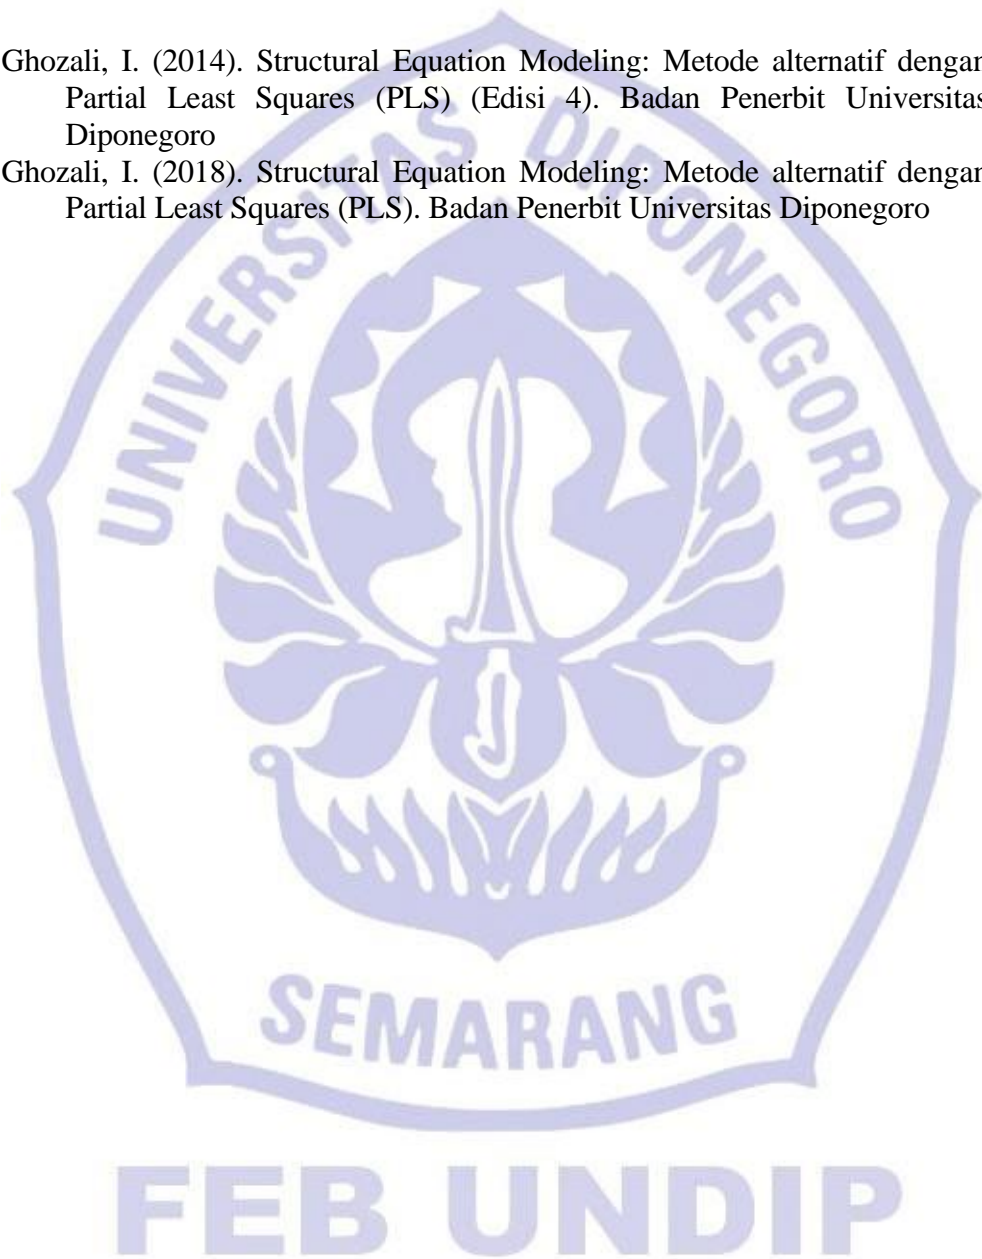 Ghozali, I. (2014). Structural Equation Modeling: Metode alternatif dengan
Partial Least Squares (PLS) (Edisi 4). Badan Penerbit Universitas
Diponegoro
Ghozali, I. (2018). Structural Equation Modeling: Metode alternatif dengan
Partial Least Squares (PLS). Badan Penerbit Universitas Diponegoro
UNIVERSITAS DIPONEGORO
SEMARANG
FEB UNDIP